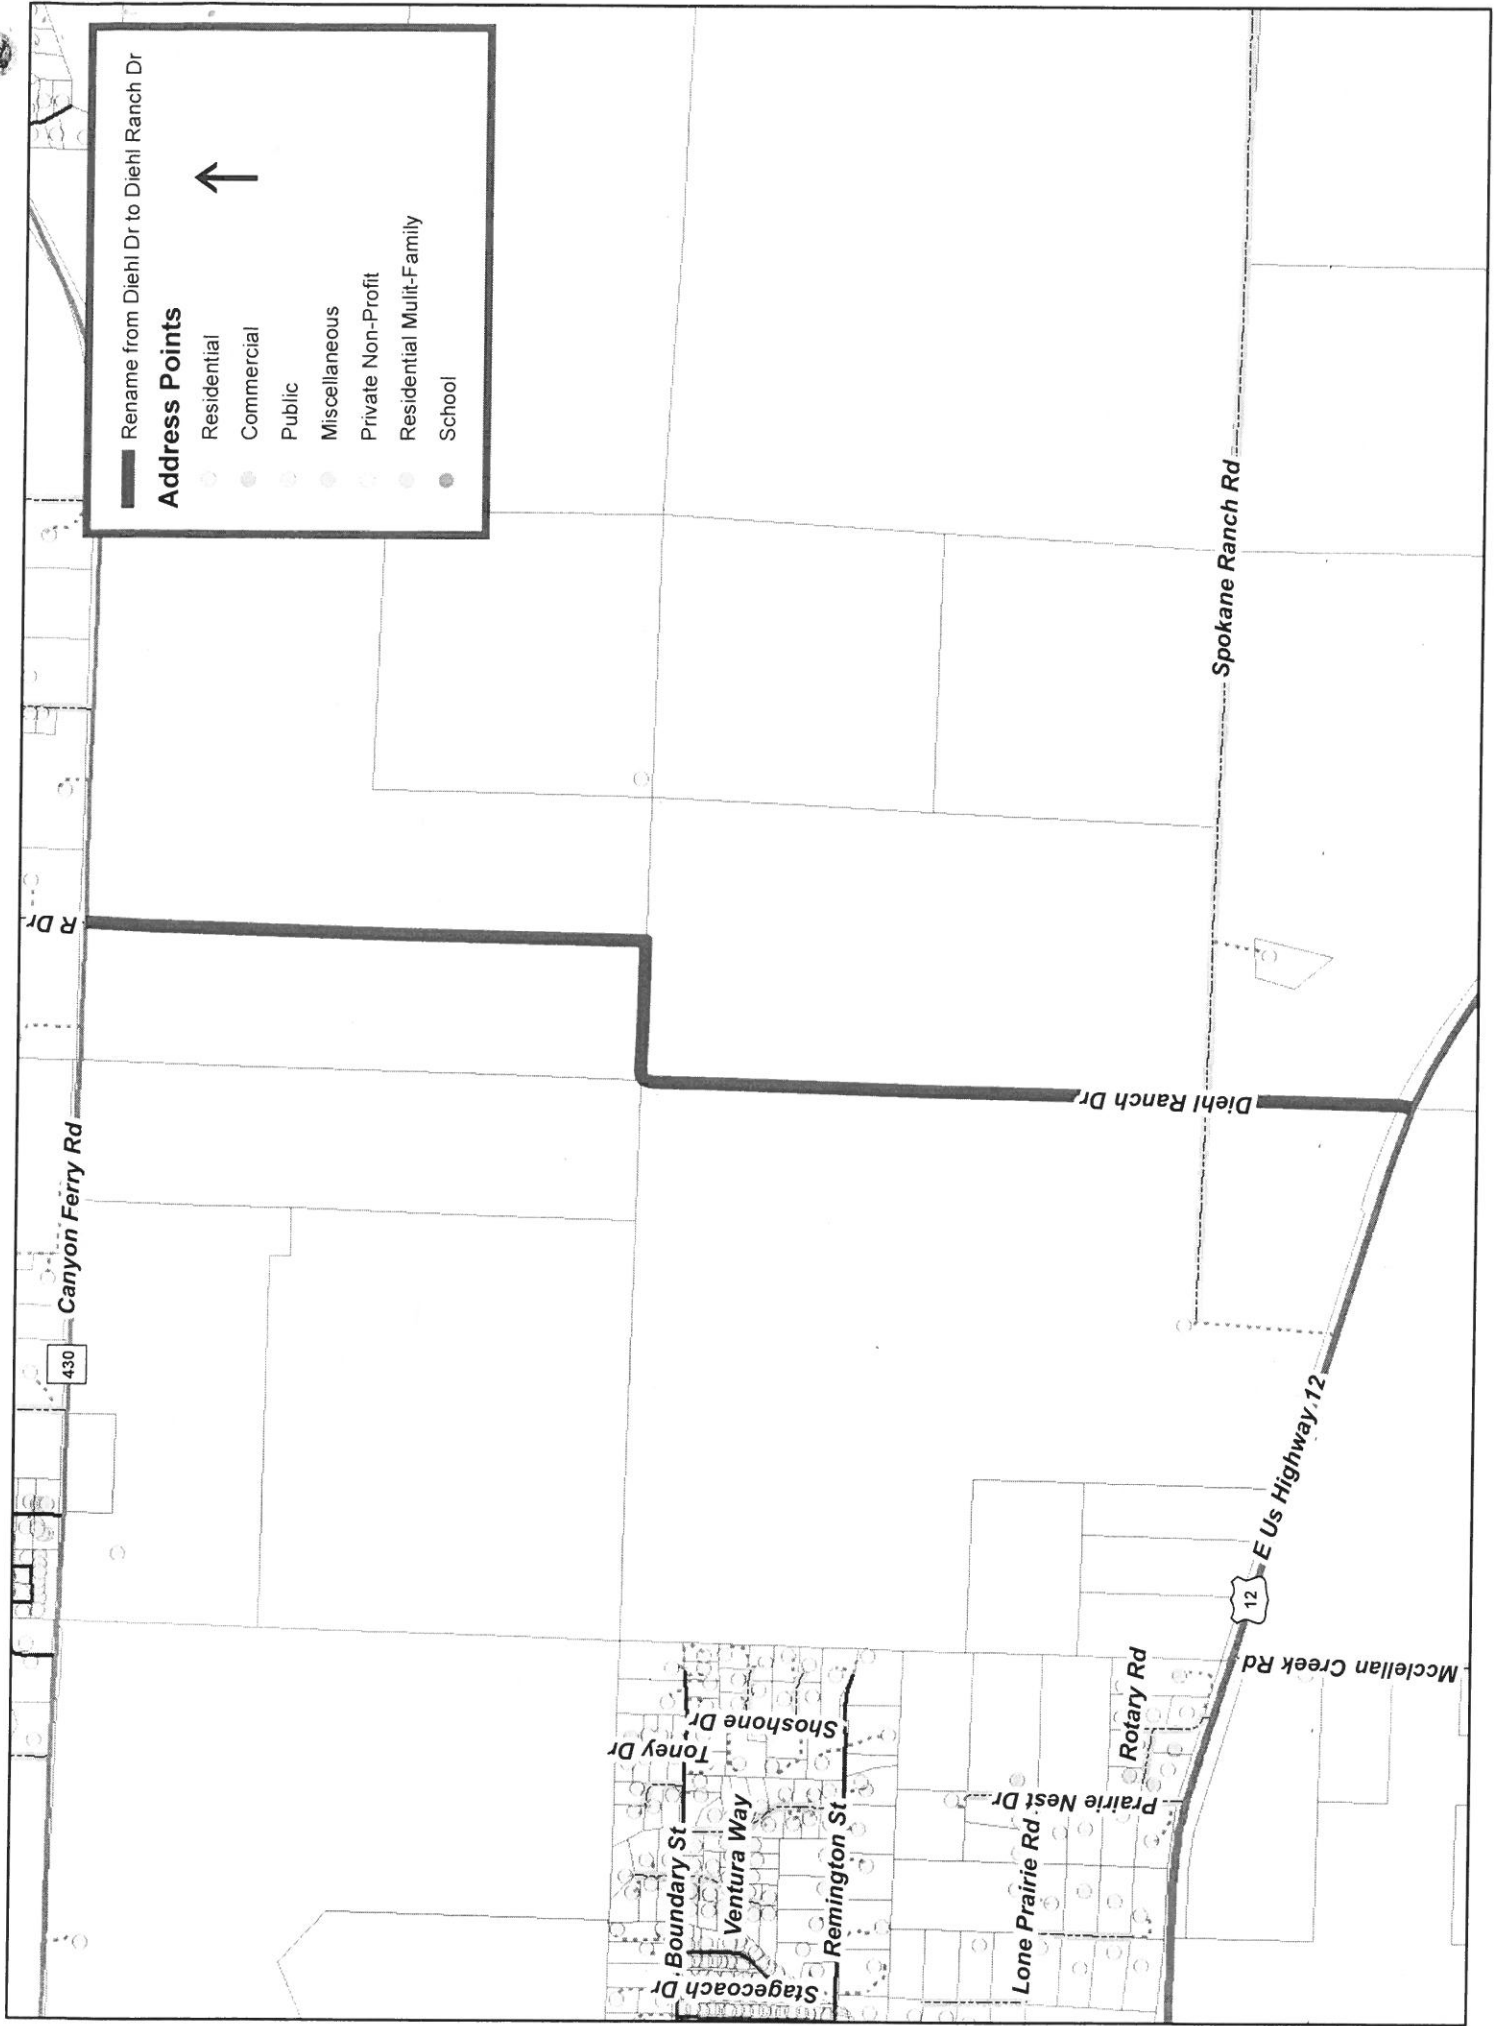 Rename from Diehl Dr to Diehl Ranch Dr
Address Points
Residential
Commercial
Public
Miscellaneous
Private Non-Profit
Residential Mulit-Family
School
R Dr
Canyon Ferry Rd
430
Spokane Ranch Rd
Diehl Ranch Dr
E Us Highway 12
12
Mcclellan Creek Rd
Rotary Rd
Prairie Nest Dr
Lone Prairie Rd
Shoshone Dr
Toney Dr
Boundary St
Ventura Way
Remington St
Stagecoach Dr